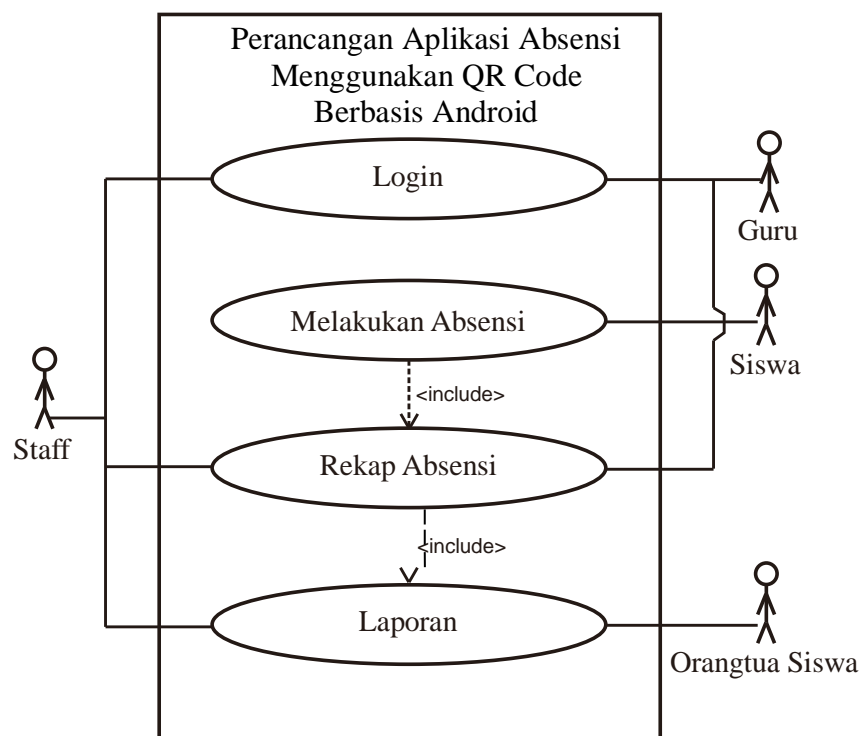 Perancangan Aplikasi Absensi
Menggunakan QR Code
Berbasis Android
Login
Guru
Melakukan Absensi
Siswa
<include>
Staff
Rekap Absensi
<include>
Laporan
Orangtua Siswa